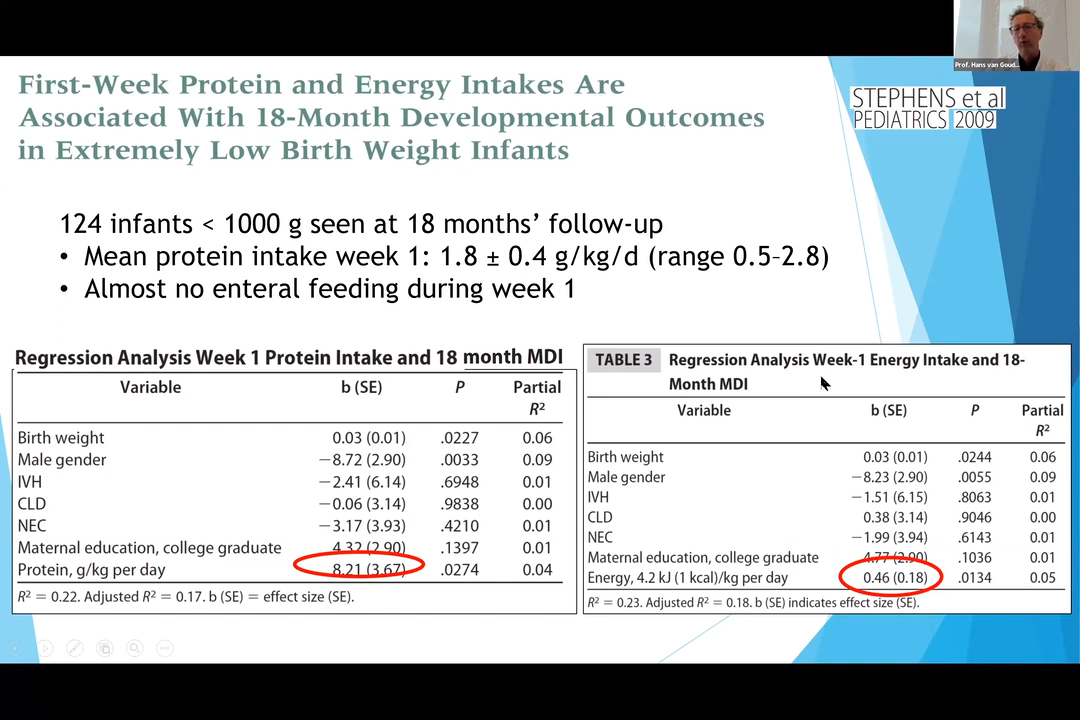 Prof. Hans van Goud...
First-Week Protein and Energy Intakes Are
Associated With 18-Month Developmental Outcomes
in Extremely Low Birth Weight Infants
STEPHENS et al
PEDIATRICS 2009
124 infants < 1000 g seen at 18 months’ follow-up
• Mean protein intake week 1: 1.8 ± 0.4 g/kg/d (range 0.5–2.8)
• Almost no enteral feeding during week 1
Regression Analysis Week 1 Protein Intake and 18 month MDI
Variable b (SE) P Partial
R²
Birth weight 0.03 (0.01) .0227 0.06
Male gender −8.72 (2.90) .0033 0.09
IVH −2.41 (6.14) .6948 0.01
CLD −0.06 (3.14) .9838 0.00
NEC −3.17 (3.93) .4210 0.01
Maternal education, college graduate 4.32 (2.90) .1397 0.01
Protein, g/kg per day 8.21 (3.67) .0274 0.04
R² = 0.22. Adjusted R² = 0.17. b (SE) = effect size (SE).
TABLE 3 Regression Analysis Week-1 Energy Intake and 18-
Month MDI
Variable b (SE) P Partial
R²
Birth weight 0.03 (0.01) .0244 0.06
Male gender −8.23 (2.90) .0055 0.09
IVH −1.51 (6.15) .8063 0.01
CLD 0.38 (3.14) .9046 0.00
NEC −1.99 (3.94) .6143 0.01
Maternal education, college graduate 4.77 (2.90) .1036 0.01
Energy, 4.2 kJ (1 kcal)/kg per day 0.46 (0.18) .0134 0.05
R² = 0.23. Adjusted R² = 0.18. b (SE) indicates effect size (SE).